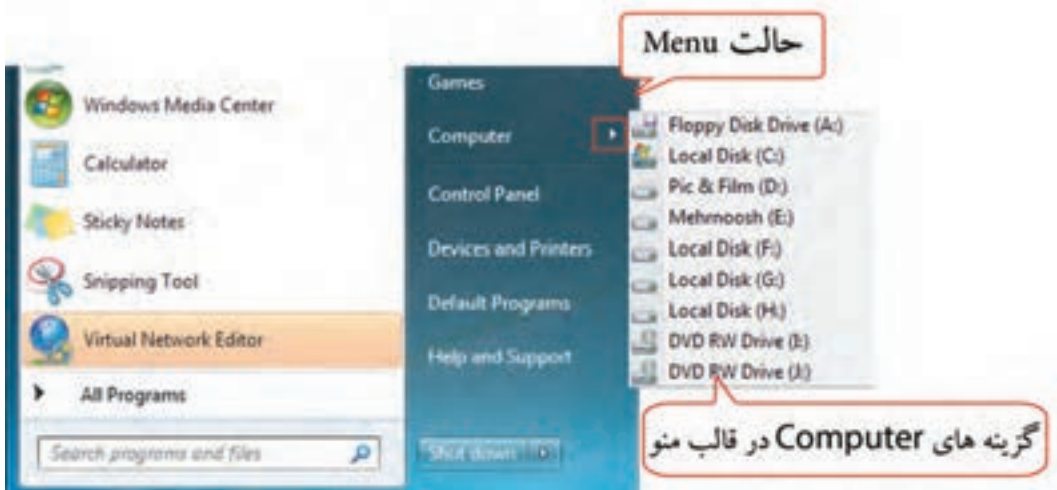 حالت Menu
Windows Media Center
Calculator
Sticky Notes
Snipping Tool
Virtual Network Editor
All Programs
Search programs and files
Games
Computer
Control Panel
Devices and Printers
Default Programs
Help and Support
Shut down
Floppy Disk Drive (A:)
Local Disk (C:)
Pic & Film (D:)
Mehrnoosh (E:)
Local Disk (F:)
Local Disk (G:)
Local Disk (H:)
DVD RW Drive (I:)
DVD RW Drive (J:)
گزینه های Computer در قالب منو